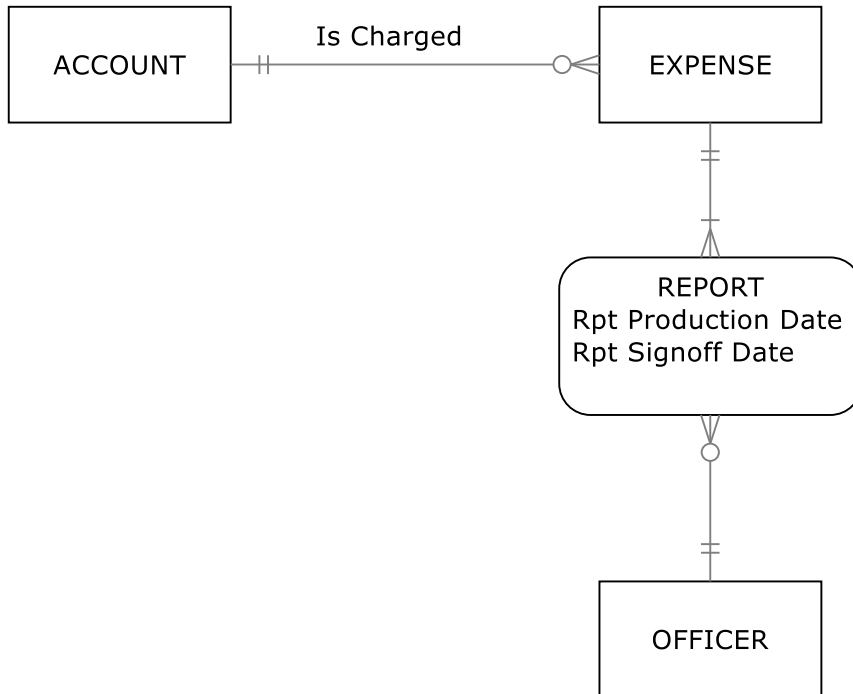 Is Charged
ACCOUNT
EXPENSE
REPORT
Rpt Production Date
Rpt Signoff Date
OFFICER